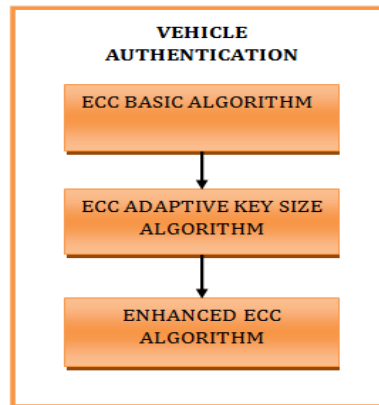 VEHICLE
AUTHENTICATION
ECC BASIC ALGORITHM
ECC ADAPTIVE KEY SIZE
ALGORITHM
ENHANCED ECC
ALGORITHM